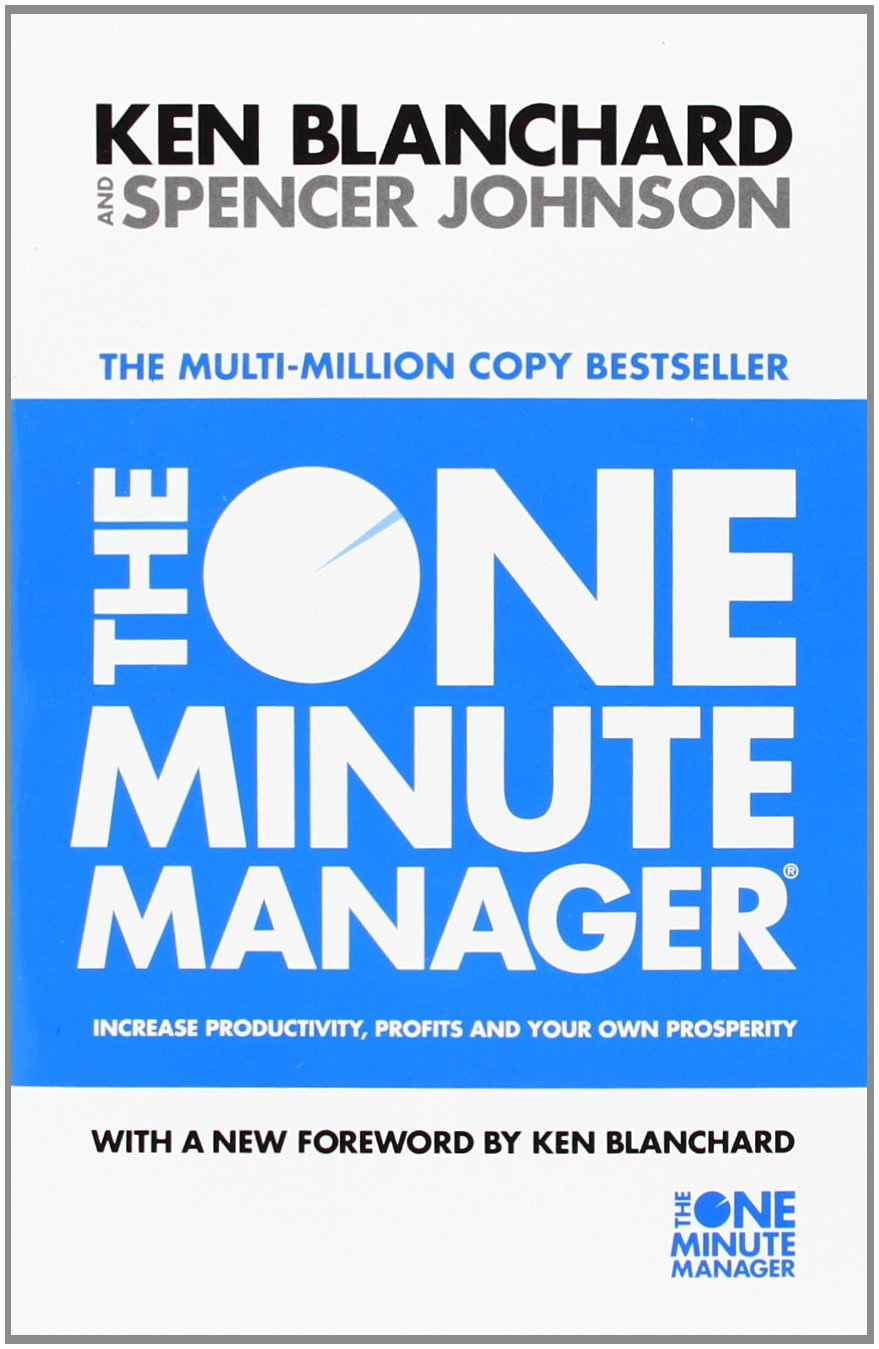 KEN BLANCHARD
AND SPENCER JOHNSON
THE MULTI-MILLION COPY BESTSELLER
THE ONE
MINUTE
MANAGER®
INCREASE PRODUCTIVITY, PROFITS AND YOUR OWN PROSPERITY
WITH A NEW FOREWORD BY KEN BLANCHARD
THE ONE
MINUTE
MANAGER